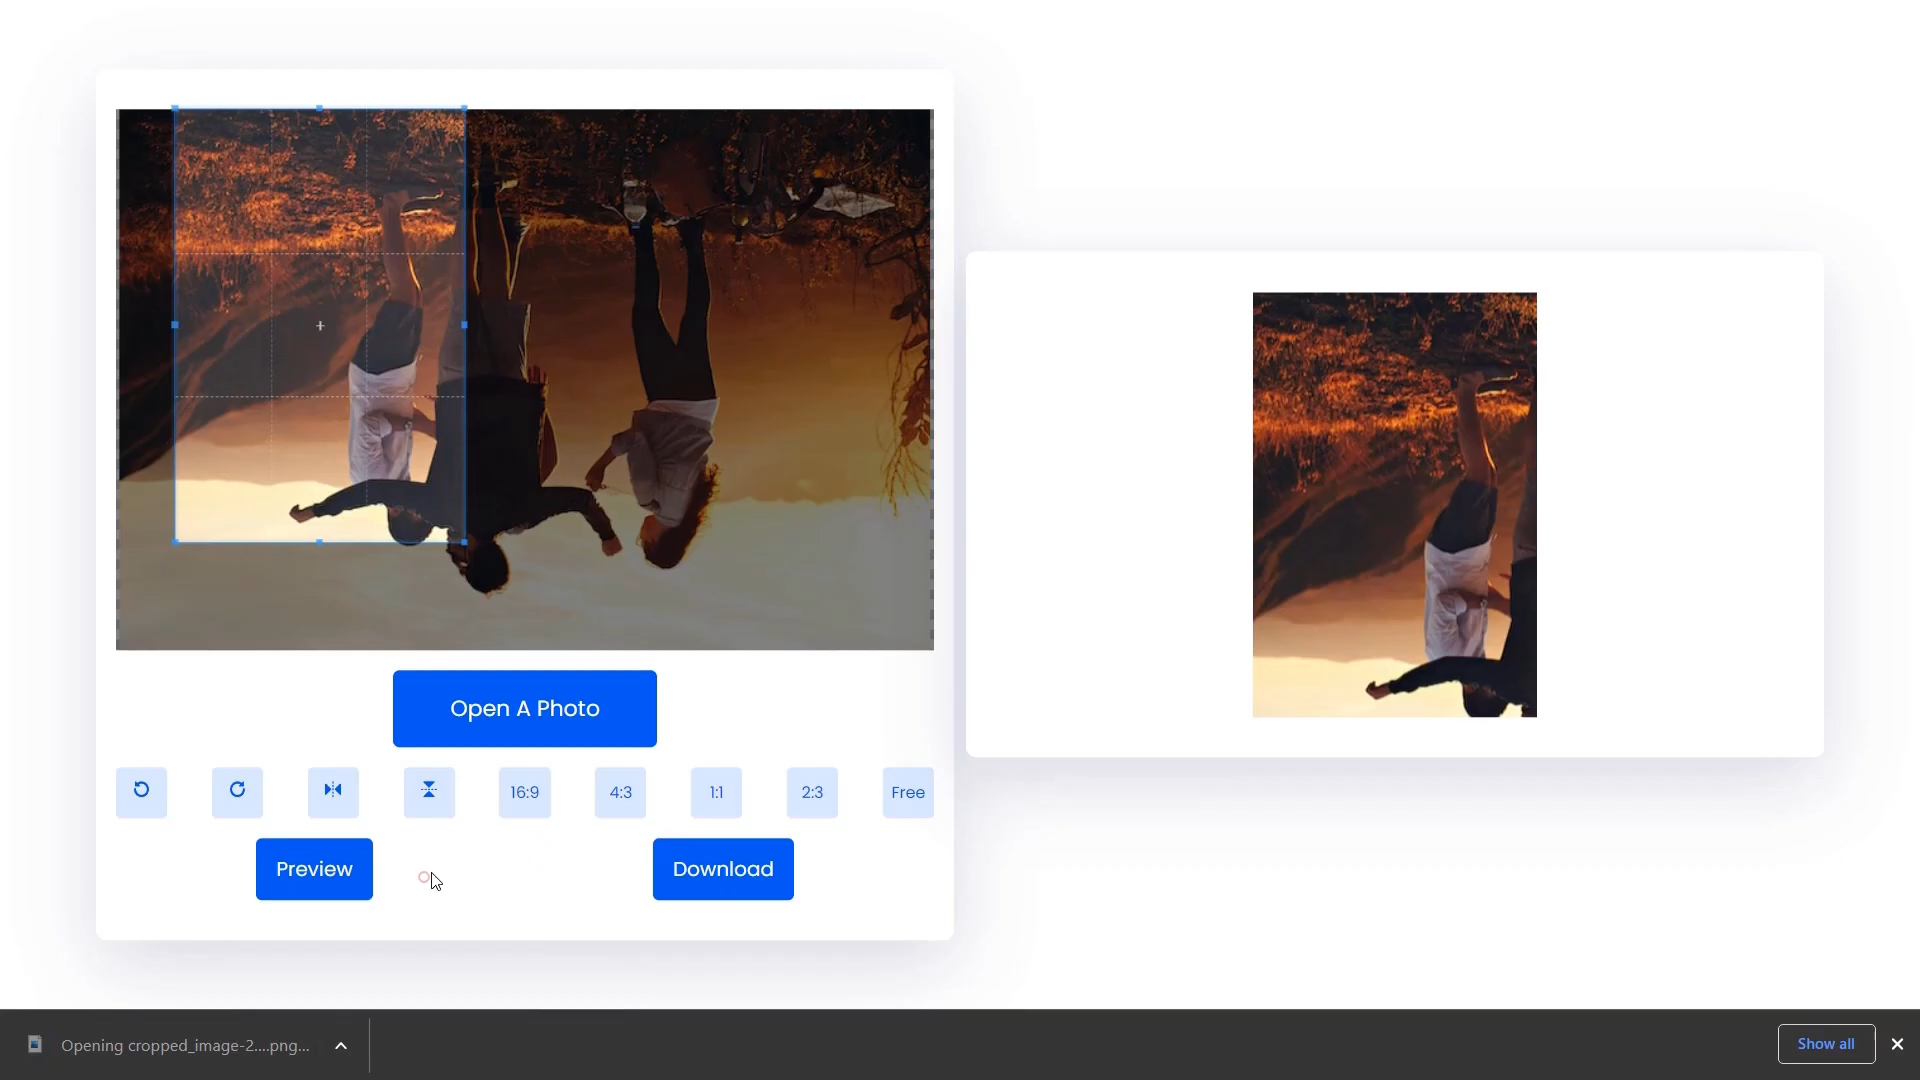 Open A Photo
16:9
4:3
1:1
2:3
Free
Preview
Download
Opening cropped_image-2....png...
Show all